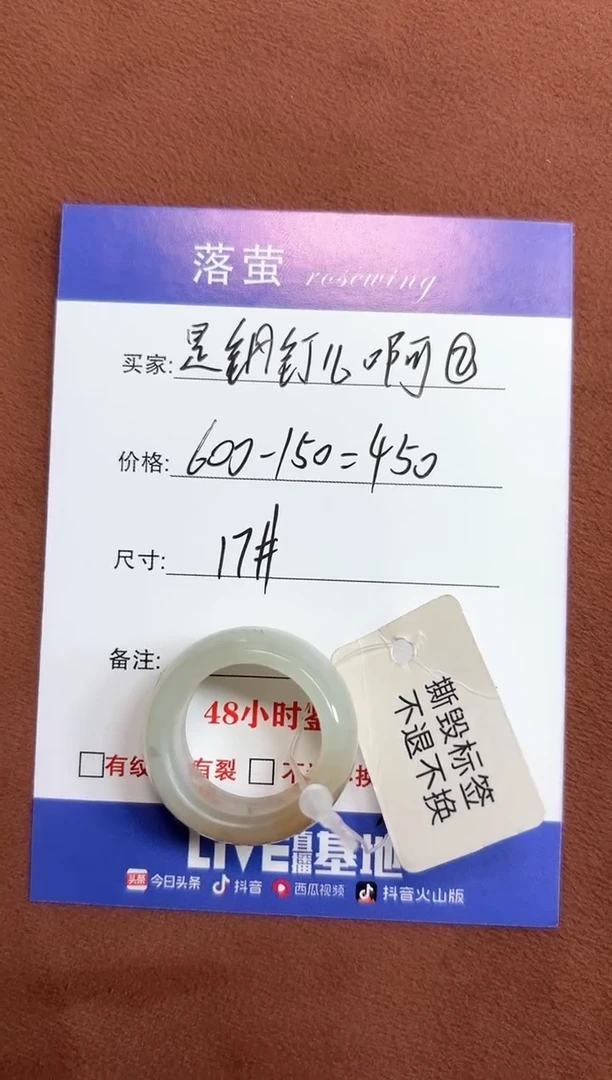 落萤 rosewing
买家: 是钢钉儿啊②
价格: 600-150=450
尺寸: 17#
备注:
48小时
有纹 有裂
撕毁标签
不退不换
LIVE直播基地
头条 今日头条 抖音 西瓜视频 抖音火山版